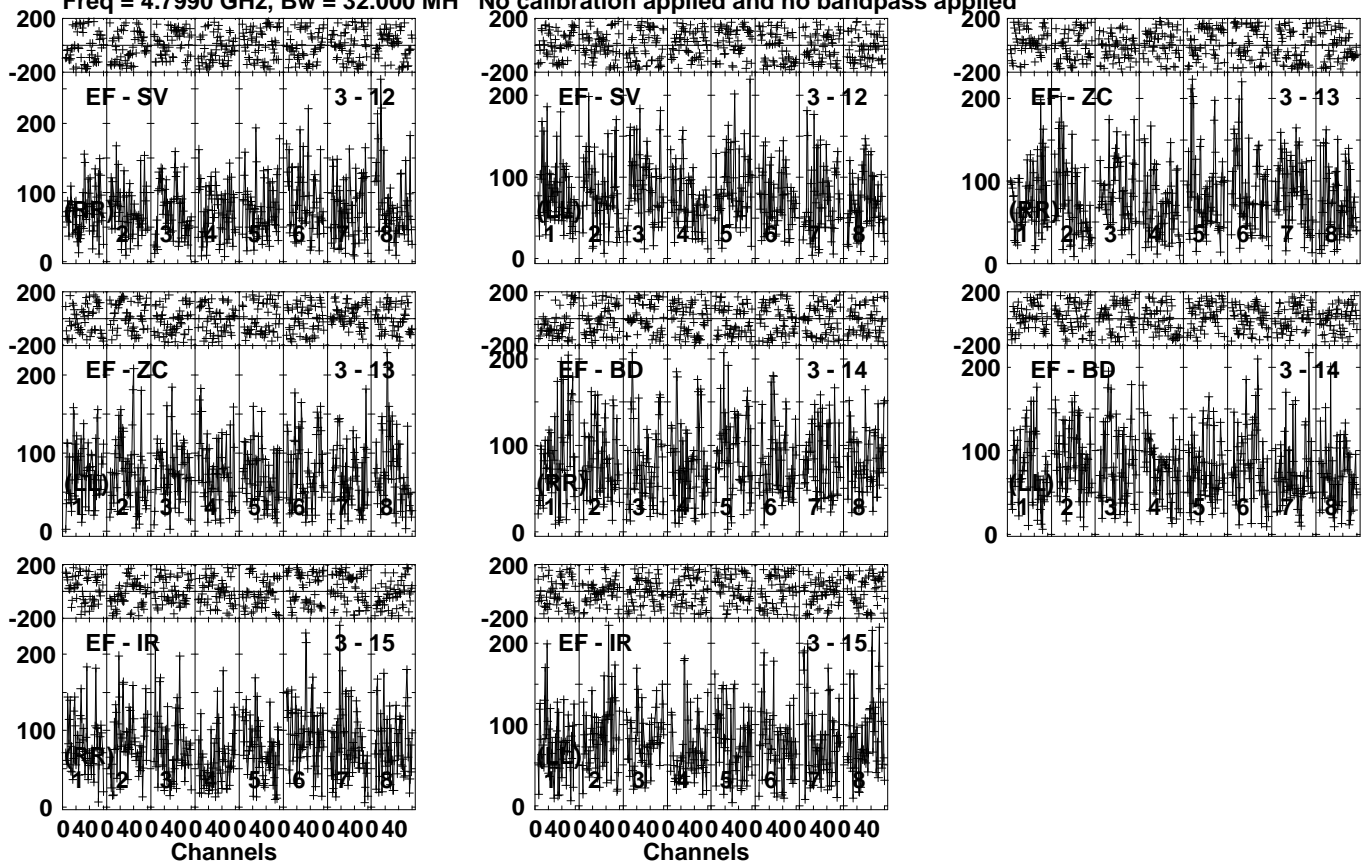 Freq = 4.7990 GHz, Bw = 32.000 MH No calibration applied and no bandpass applied
200
-200
EF - SV 3 - 12
200
100
0
(RR)
1 2 3 4 5 6 7 8
200
-200
EF - SV 3 - 12
200
100
0
(LL)
1 2 3 4 5 6 7 8
200
-200
EF - ZC 3 - 13
200
100
0
(RR)
1 2 3 4 5 6 7 8
200
-200
EF - ZC 3 - 13
200
100
0
(LL)
1 2 3 4 5 6 7 8
200
-200
EF - BD 3 - 14
200
100
0
(RR)
1 2 3 4 5 6 7 8
200
-200
EF - BD 3 - 14
200
100
0
(LL)
1 2 3 4 5 6 7 8
200
-200
EF - IR 3 - 15
200
100
0
(RR)
1 2 3 4 5 6 7 8
0 40 0 40 0 40 0 40 0 40 0 40 0 40 0 40
Channels
200
-200
EF - IR 3 - 15
200
100
0
(LL)
1 2 3 4 5 6 7 8
0 40 0 40 0 40 0 40 0 40 0 40 0 40 0 40
Channels